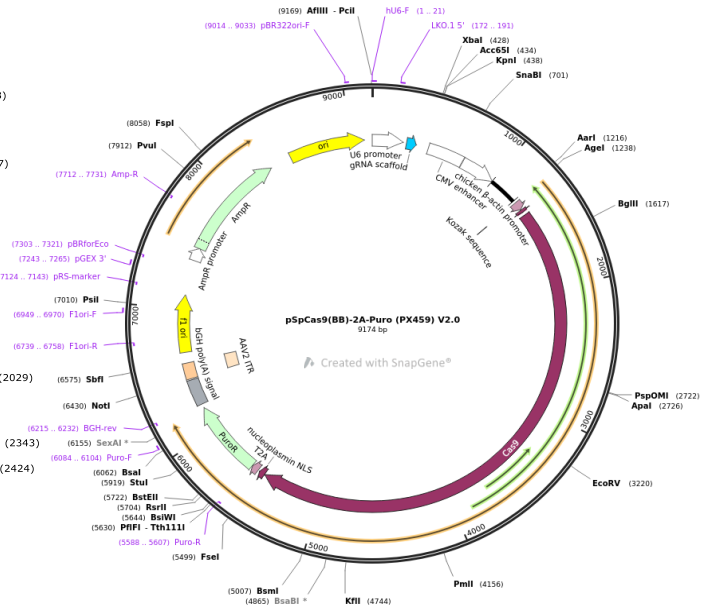 (9169) AflIII - PciI
hU6-F (1 .. 21)
(9014 .. 9033) pBR322ori-F
LKO.1 5' (172 .. 191)
XbaI (428)
Acc65I (434)
KpnI (438)
SnaBI (701)
AarI (1216)
AgeI (1238)
BglII (1617)
PspOMI (2722)
ApaI (2726)
EcoRV (3220)
PmlI (4156)
KflI (4744)
(4865) BsaBI *
(5007) BsmI
(5499) FseI
(5588 .. 5607) Puro-R
(5630) PflFI - Tth111I
(5644) BsiWI
(5704) RsrII
(5722) BstEII
(5919) StuI
(6062) BsaI
(2424)
(6084 .. 6104) Puro-F
(2343)
(6155) SexAI *
(6215 .. 6232) BGH-rev
(6430) NotI
(2029)
(6575) SbfI
(6739 .. 6758) F1ori-R
(6949 .. 6970) F1ori-F
(7010) PsiI
7124 .. 7143) pRS-marker
(7243 .. 7265) pGEX 3'
(7303 .. 7321) pBRforEco
(7712 .. 7731) Amp-R
7)
(7912) PvuI
(8058) FspI
)
1000
2000
3000
4000
5000
6000
7000
8000
9000
ori
U6 promoter
gRNA scaffold
CMV enhancer
chicken β-actin promoter
Kozak sequence
Cas9
nucleoplasmin NLS
T2A
PuroR
bGH poly(A) signal
AAV2 ITR
f1 ori
AmpR promoter
AmpR
pSpCas9(BB)-2A-Puro (PX459) V2.0
9174 bp
Created with SnapGene®